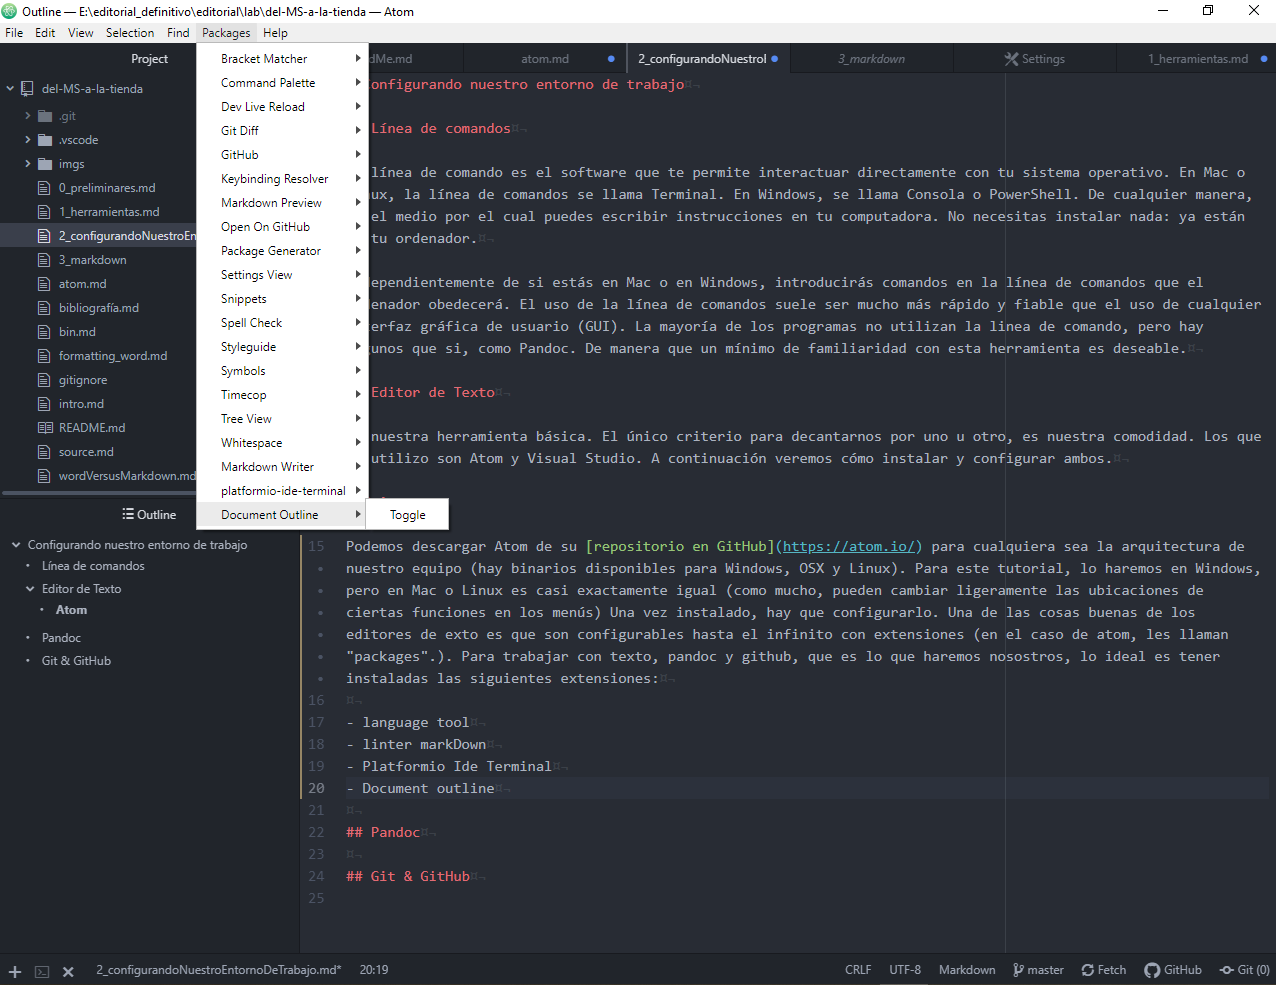 Outline — E:\editorial_definitivo\editorial\lab\del-MS-a-la-tienda — Atom
File Edit View Selection Find Packages Help
Project
del-MS-a-la-tienda
.git
.vscode
imgs
0_preliminares.md
1_herramientas.md
2_configurandoNuestroEn
3_markdown
atom.md
bibliografía.md
bin.md
formatting_word.md
gitignore
intro.md
README.md
source.md
wordVersusMarkdown.md
Outline
Configurando nuestro entorno de trabajo
Línea de comandos
Editor de Texto
Atom
Pandoc
Git & GitHub
Bracket Matcher
Command Palette
Dev Live Reload
Git Diff
GitHub
Keybinding Resolver
Markdown Preview
Open On GitHub
Package Generator
Settings View
Snippets
Spell Check
Styleguide
Symbols
Timecop
Tree View
Whitespace
Markdown Writer
platformio-ide-terminal
Document Outline
Toggle
dMe.md atom.md 2_configurandoNuestroI 3_markdown Settings 1_herramientas.md
onfigurando nuestro entorno de trabajo¤¬
Línea de comandos¤¬
línea de comando es el software que te permite interactuar directamente con tu sistema operativo. En Mac o
ux, la línea de comandos se llama Terminal. En Windows, se llama Consola o PowerShell. De cualquier manera,
el medio por el cual puedes escribir instrucciones en tu computadora. No necesitas instalar nada: ya están
tu ordenador.¤¬
ependientemente de si estás en Mac o en Windows, introducirás comandos en la línea de comandos que el
enador obedecerá. El uso de la línea de comandos suele ser mucho más rápido y fiable que el uso de cualquier
erfaz gráfica de usuario (GUI). La mayoría de los programas no utilizan la linea de comando, pero hay
unos que si, como Pandoc. De manera que un mínimo de familiaridad con esta herramienta es deseable.¤¬
Editor de Texto¤¬
nuestra herramienta básica. El único criterio para decantarnos por uno u otro, es nuestra comodidad. Los que
utilizo son Atom y Visual Studio. A continuación veremos cómo instalar y configurar ambos.¤¬
15 Podemos descargar Atom de su [repositorio en GitHub](https://atom.io/) para cualquiera sea la arquitectura de
• nuestro equipo (hay binarios disponibles para Windows, OSX y Linux). Para este tutorial, lo haremos en Windows,
• pero en Mac o Linux es casi exactamente igual (como mucho, pueden cambiar ligeramente las ubicaciones de
• ciertas funciones en los menús) Una vez instalado, hay que configurarlo. Una de las cosas buenas de los
• editores de exto es que son configurables hasta el infinito con extensiones (en el caso de atom, les llaman
• "packages".). Para trabajar con texto, pandoc y github, que es lo que haremos nosostros, lo ideal es tener
• instaladas las siguientes extensiones:¤¬
16 ¤¬
17 - language tool¤¬
18 - linter markDown¤¬
19 - Platformio Ide Terminal¤¬
20 - Document outline¤¬
21 ¤¬
22 ## Pandoc¤¬
23 ¤¬
24 ## Git & GitHub¤¬
25
2_configurandoNuestroEntornoDeTrabajo.md* 20:19 CRLF UTF-8 Markdown master Fetch GitHub Git (0)